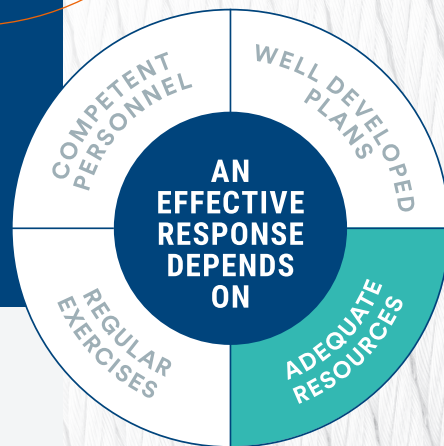 COMPETENT
PERSONNEL
WELL DEVELOPED
PLANS
AN
EFFECTIVE
RESPONSE
DEPENDS
ON
REGULAR
EXERCISES
ADEQUATE
RESOURCES